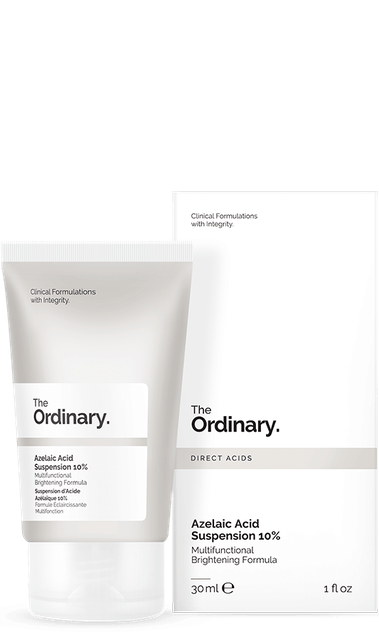 Clinical Formulations
with Integrity.
The
Ordinary.
Azelaic Acid
Suspension 10%
Multifunctional
Brightening Formula
Suspension d'Acide
Azélaïque 10%
Formule Éclaircissante
Multifonction
Clinical Formulations
with Integrity.
The
Ordinary.
DIRECT ACIDS
Azelaic Acid
Suspension 10%
Multifunctional
Brightening Formula
30 ml ℮ 1 fl oz